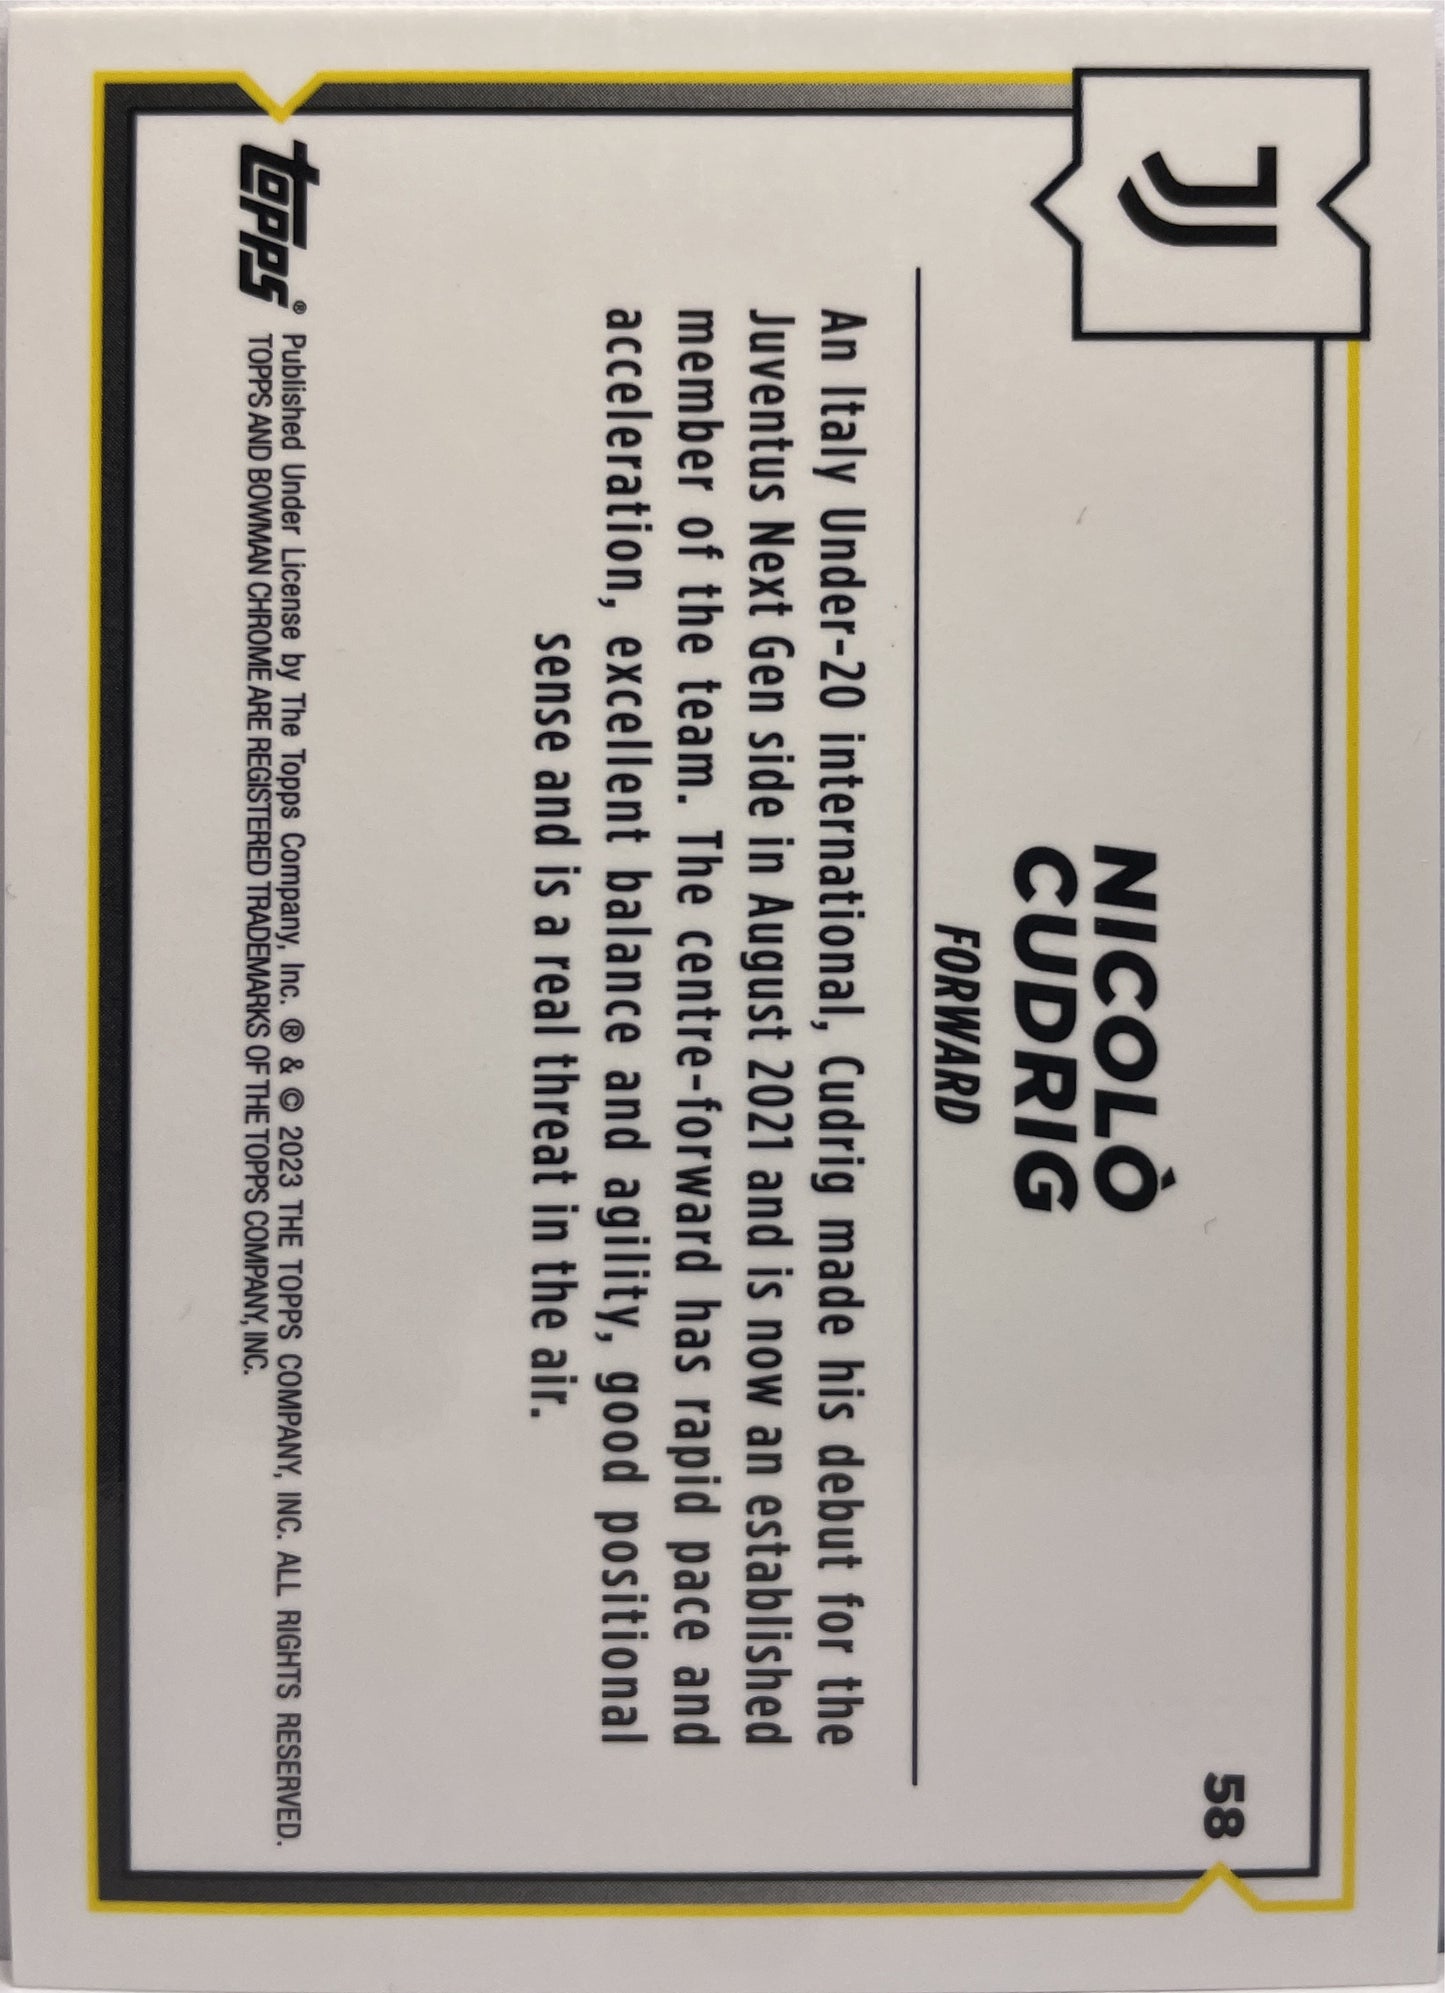 58
NICOLÒ
CUDRIG
FORWARD
An Italy Under-20 international, Cudrig made his debut for the
Juventus Next Gen side in August 2021 and is now an established
member of the team. The centre-forward has rapid pace and
acceleration, excellent balance and agility, good positional
sense and is a real threat in the air.
topps®
Published Under License by The Topps Company, Inc. ® & © 2023 THE TOPPS COMPANY, INC. ALL RIGHTS RESERVED.
TOPPS AND BOWMAN CHROME ARE REGISTERED TRADEMARKS OF THE TOPPS COMPANY, INC.